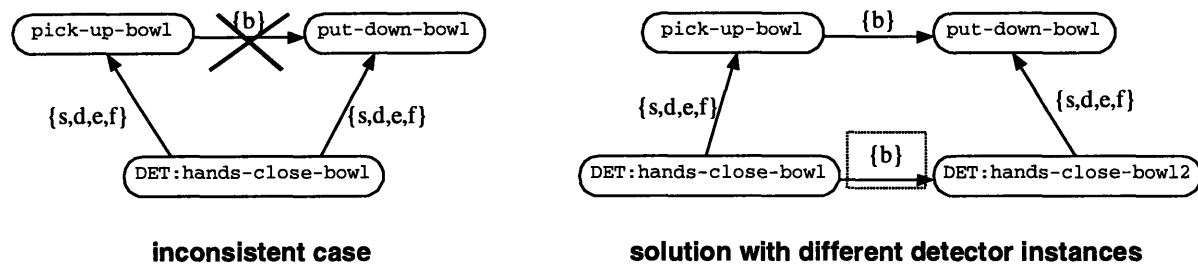 {b}
pick-up-bowl put-down-bowl
{s,d,e,f} {s,d,e,f}
DET:hands-close-bowl
inconsistent case
{b}
pick-up-bowl put-down-bowl
{s,d,e,f} {s,d,e,f}
{b}
DET:hands-close-bowl DET:hands-close-bowl2
solution with different detector instances